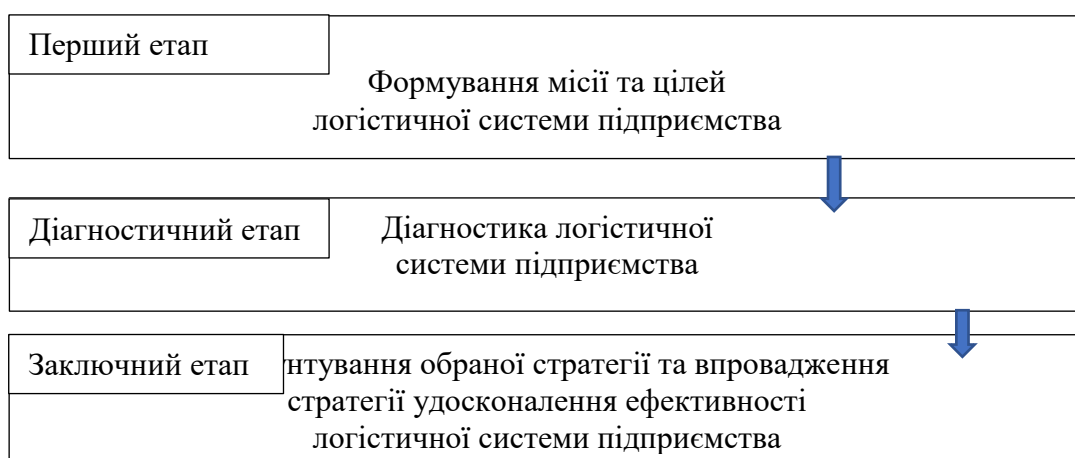 Перший етап
Формування місії та цілей
логістичної системи підприємства
Діагностичний етап
Діагностика логістичної
системи підприємства
Заключний етап
обраної стратегії та впровадження
стратегії удосконалення ефективності
логістичної системи підприємства